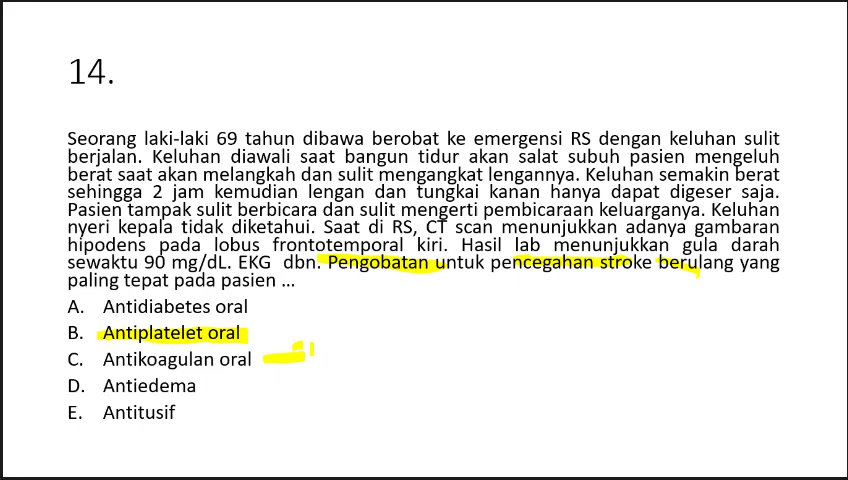 14.
Seorang laki-laki 69 tahun dibawa berobat ke emergensi RS dengan keluhan sulit
berjalan. Keluhan diawali saat bangun tidur akan salat subuh pasien mengeluh
berat saat akan melangkah dan sulit mengangkat lengannya. Keluhan semakin berat
sehingga 2 jam kemudian lengan dan tungkai kanan hanya dapat digeser saja.
Pasien tampak sulit berbicara dan sulit mengerti pembicaraan keluarganya. Keluhan
nyeri kepala tidak diketahui. Saat di RS, CT scan menunjukkan adanya gambaran
hipodens pada lobus frontotemporal kiri. Hasil lab menunjukkan gula darah
sewaktu 90 mg/dL. EKG dbn. Pengobatan untuk pencegahan stroke berulang yang
paling tepat pada pasien ...
A. Antidiabetes oral
B. Antiplatelet oral
C. Antikoagulan oral
D. Antiedema
E. Antitusif